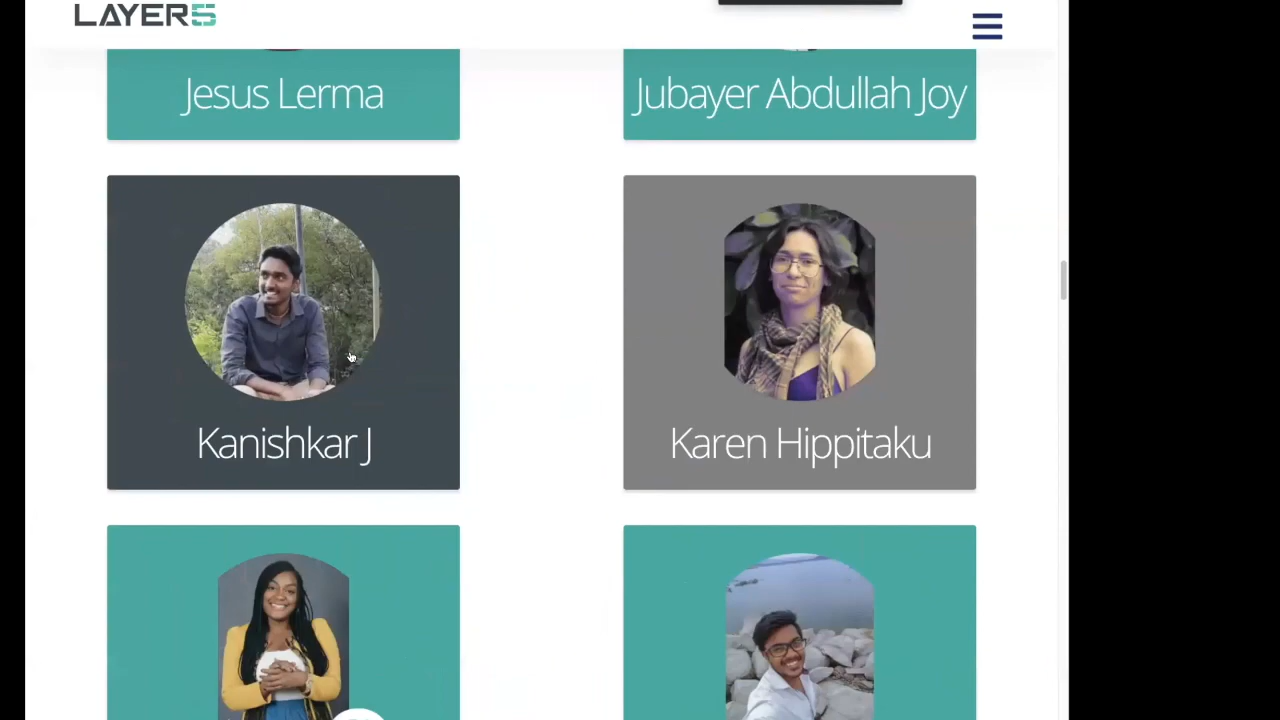 LAYER5
Jesus Lerma
Jubayer Abdullah Joy
Kanishkar J
Karen Hippitaku